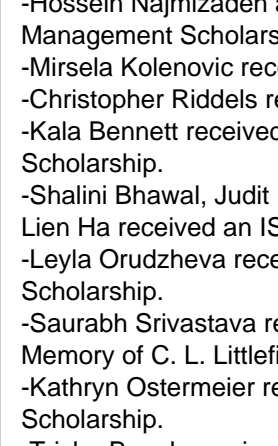 -Hossein Najmizadeh
Management Scholars
-Mirsela Kolenovic rec
-Christopher Riddels r
-Kala Bennett received
Scholarship.
-Shalini Bhawal, Judit
Lien Ha received an IS
-Leyla Orudzheva rece
Scholarship.
-Saurabh Srivastava re
Memory of C. L. Littlefi
-Kathryn Ostermeier re
Scholarship.